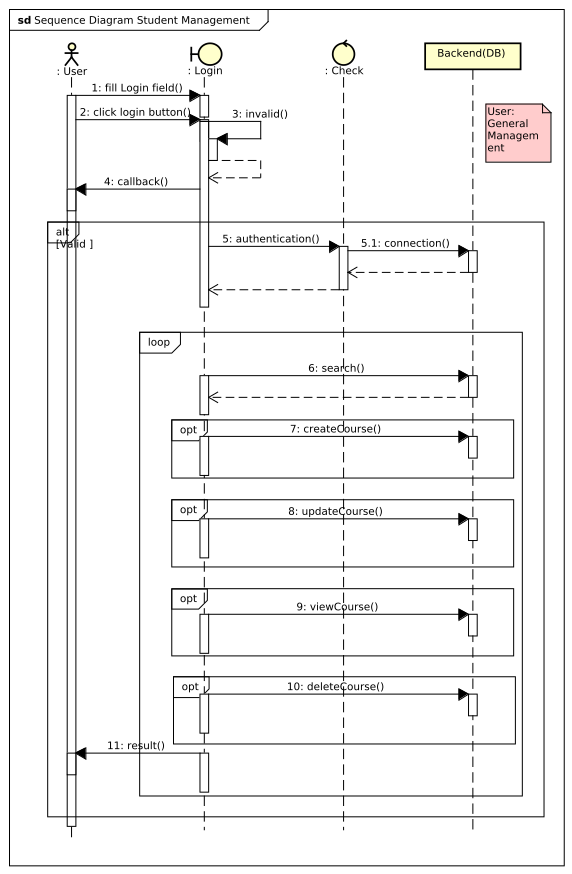 sd Sequence Diagram Student Management
: User
: Login
: Check
Backend(DB)
1: fill Login field()
2: click login button()
3: invalid()
User:
General
Managem
ent
4: callback()
alt
[Valid ]
5: authentication()
5.1: connection()
loop
6: search()
opt
7: createCourse()
opt
8: updateCourse()
opt
9: viewCourse()
opt
10: deleteCourse()
11: result()